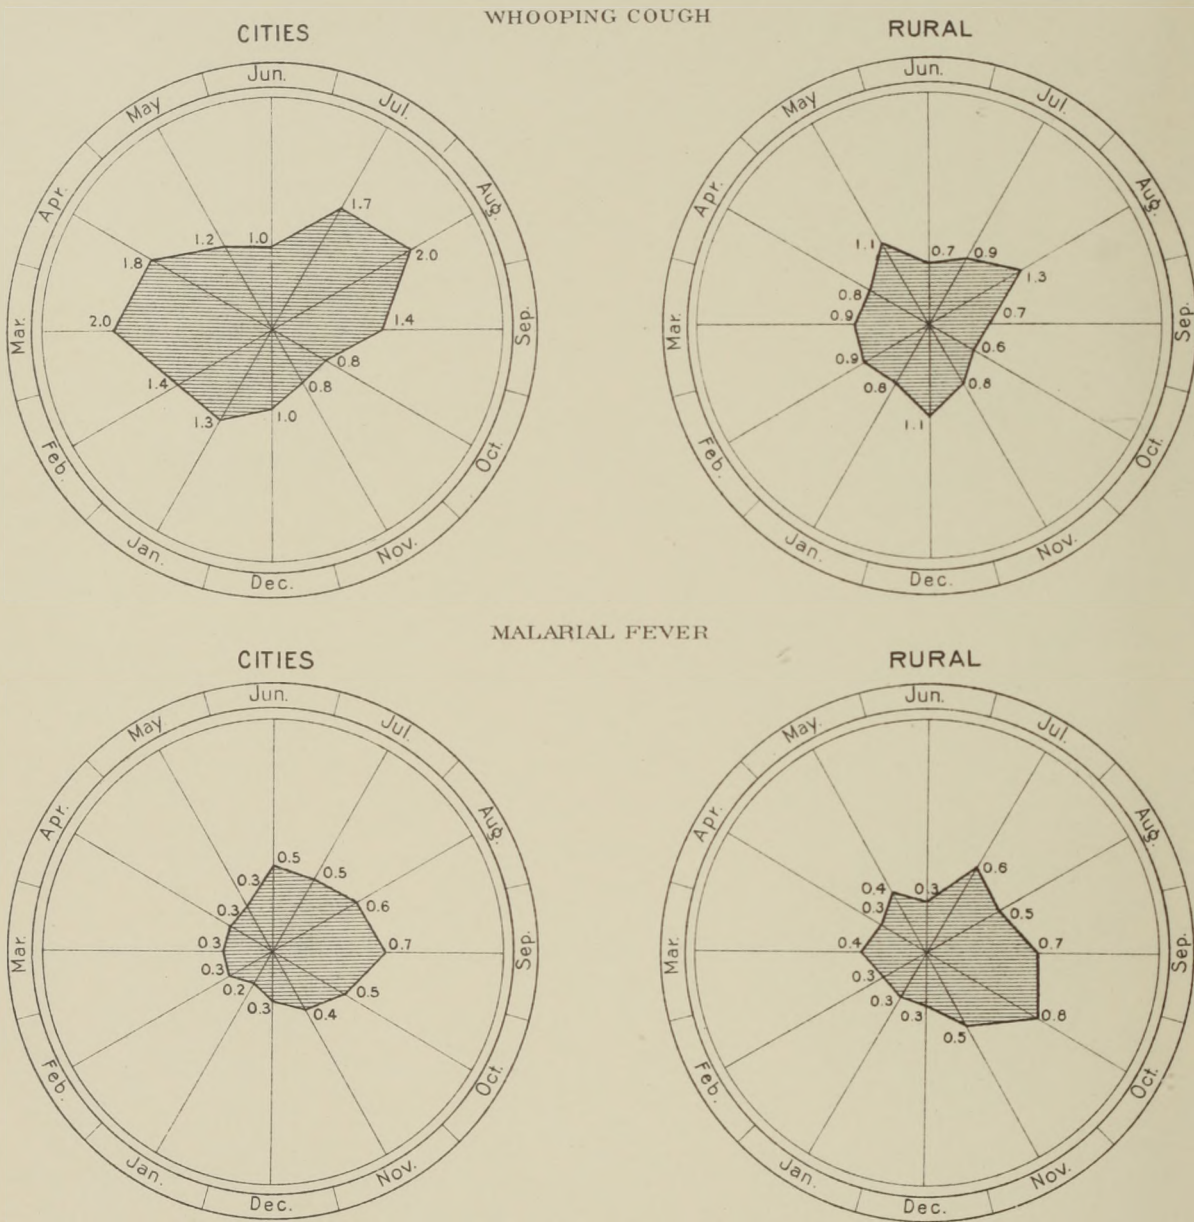 WHOOPING COUGH
CITIES
Jun.
Jul.
Aug.
Sep.
Oct.
Nov.
Dec.
Jan.
Feb.
Mar.
Apr.
May
1.0
1.7
2.0
1.4
0.8
0.8
1.0
1.3
1.4
2.0
1.8
1.2
RURAL
Jun.
Jul.
Aug.
Sep.
Oct.
Nov.
Dec.
Jan.
Feb.
Mar.
Apr.
May
0.7
0.9
1.3
0.7
0.6
0.8
1.1
0.8
0.9
0.9
0.8
1.1
MALARIAL FEVER
CITIES
Jun.
Jul.
Aug.
Sep.
Oct.
Nov.
Dec.
Jan.
Feb.
Mar.
Apr.
May
0.5
0.5
0.6
0.7
0.5
0.4
0.3
0.2
0.3
0.3
0.3
0.3
RURAL
Jun.
Jul.
Aug.
Sep.
Oct.
Nov.
Dec.
Jan.
Feb.
Mar.
Apr.
May.
0.3
0.6
0.5
0.7
0.8
0.5
0.3
0.3
0.3
0.4
0.3
0.4